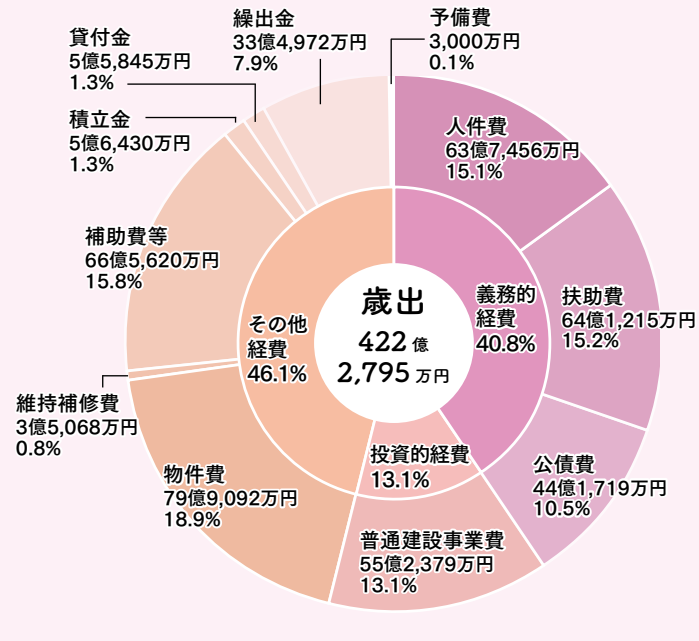 繰出金
33億4,972万円
7.9%
予備費
3,000万円
0.1%
貸付金
5億5,845万円
1.3%
積立金
5億6,430万円
1.3%
人件費
63億7,456万円
15.1%
補助費等
66億5,620万円
15.8%
扶助費
64億1,215万円
15.2%
歳出
422億
2,795万円
義務的
経費
40.8%
その他
経費
46.1%
維持補修費
3億5,068万円
0.8%
投資的経費
13.1%
公債費
44億1,719万円
10.5%
物件費
79億9,092万円
18.9%
普通建設事業費
55億2,379万円
13.1%